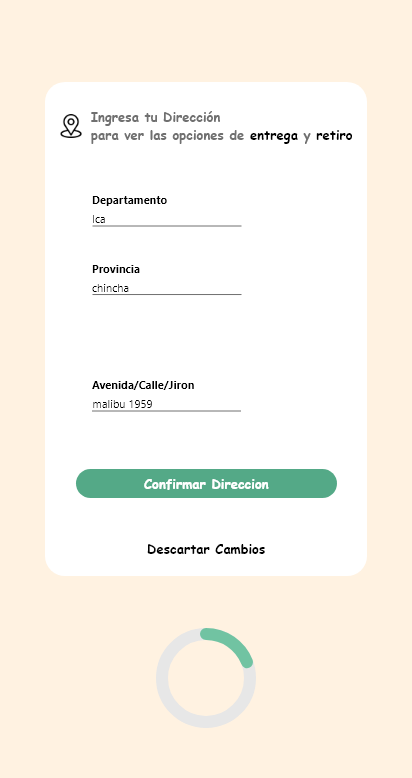 Ingresa tu Dirección
para ver las opciones de entrega y retiro
Departamento
Ica
Provincia
chincha
Avenida/Calle/Jiron
malibu 1959
Confirmar Direccion
Descartar Cambios